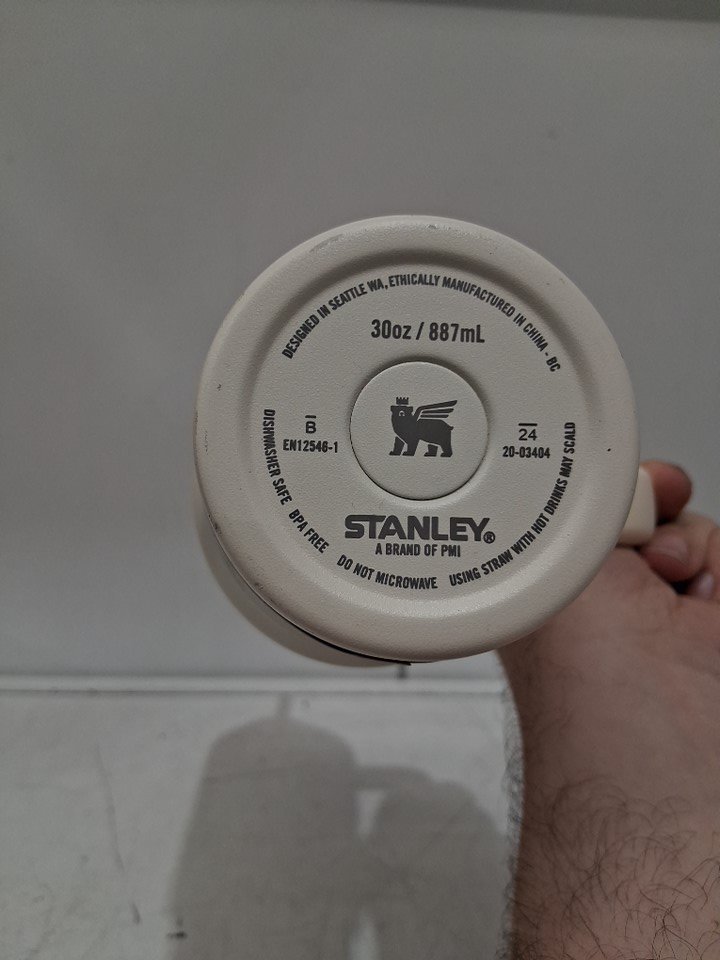 DESIGNED IN SEATTLE WA, ETHICALLY MANUFACTURED IN CHINA - BC
30oz / 887mL
B
EN12546-1
24
20-03404
STANLEY®
A BRAND OF PMI
DISHWASHER SAFE BPA FREE DO NOT MICROWAVE USING STRAW WITH HOT DRINKS MAY SCALD